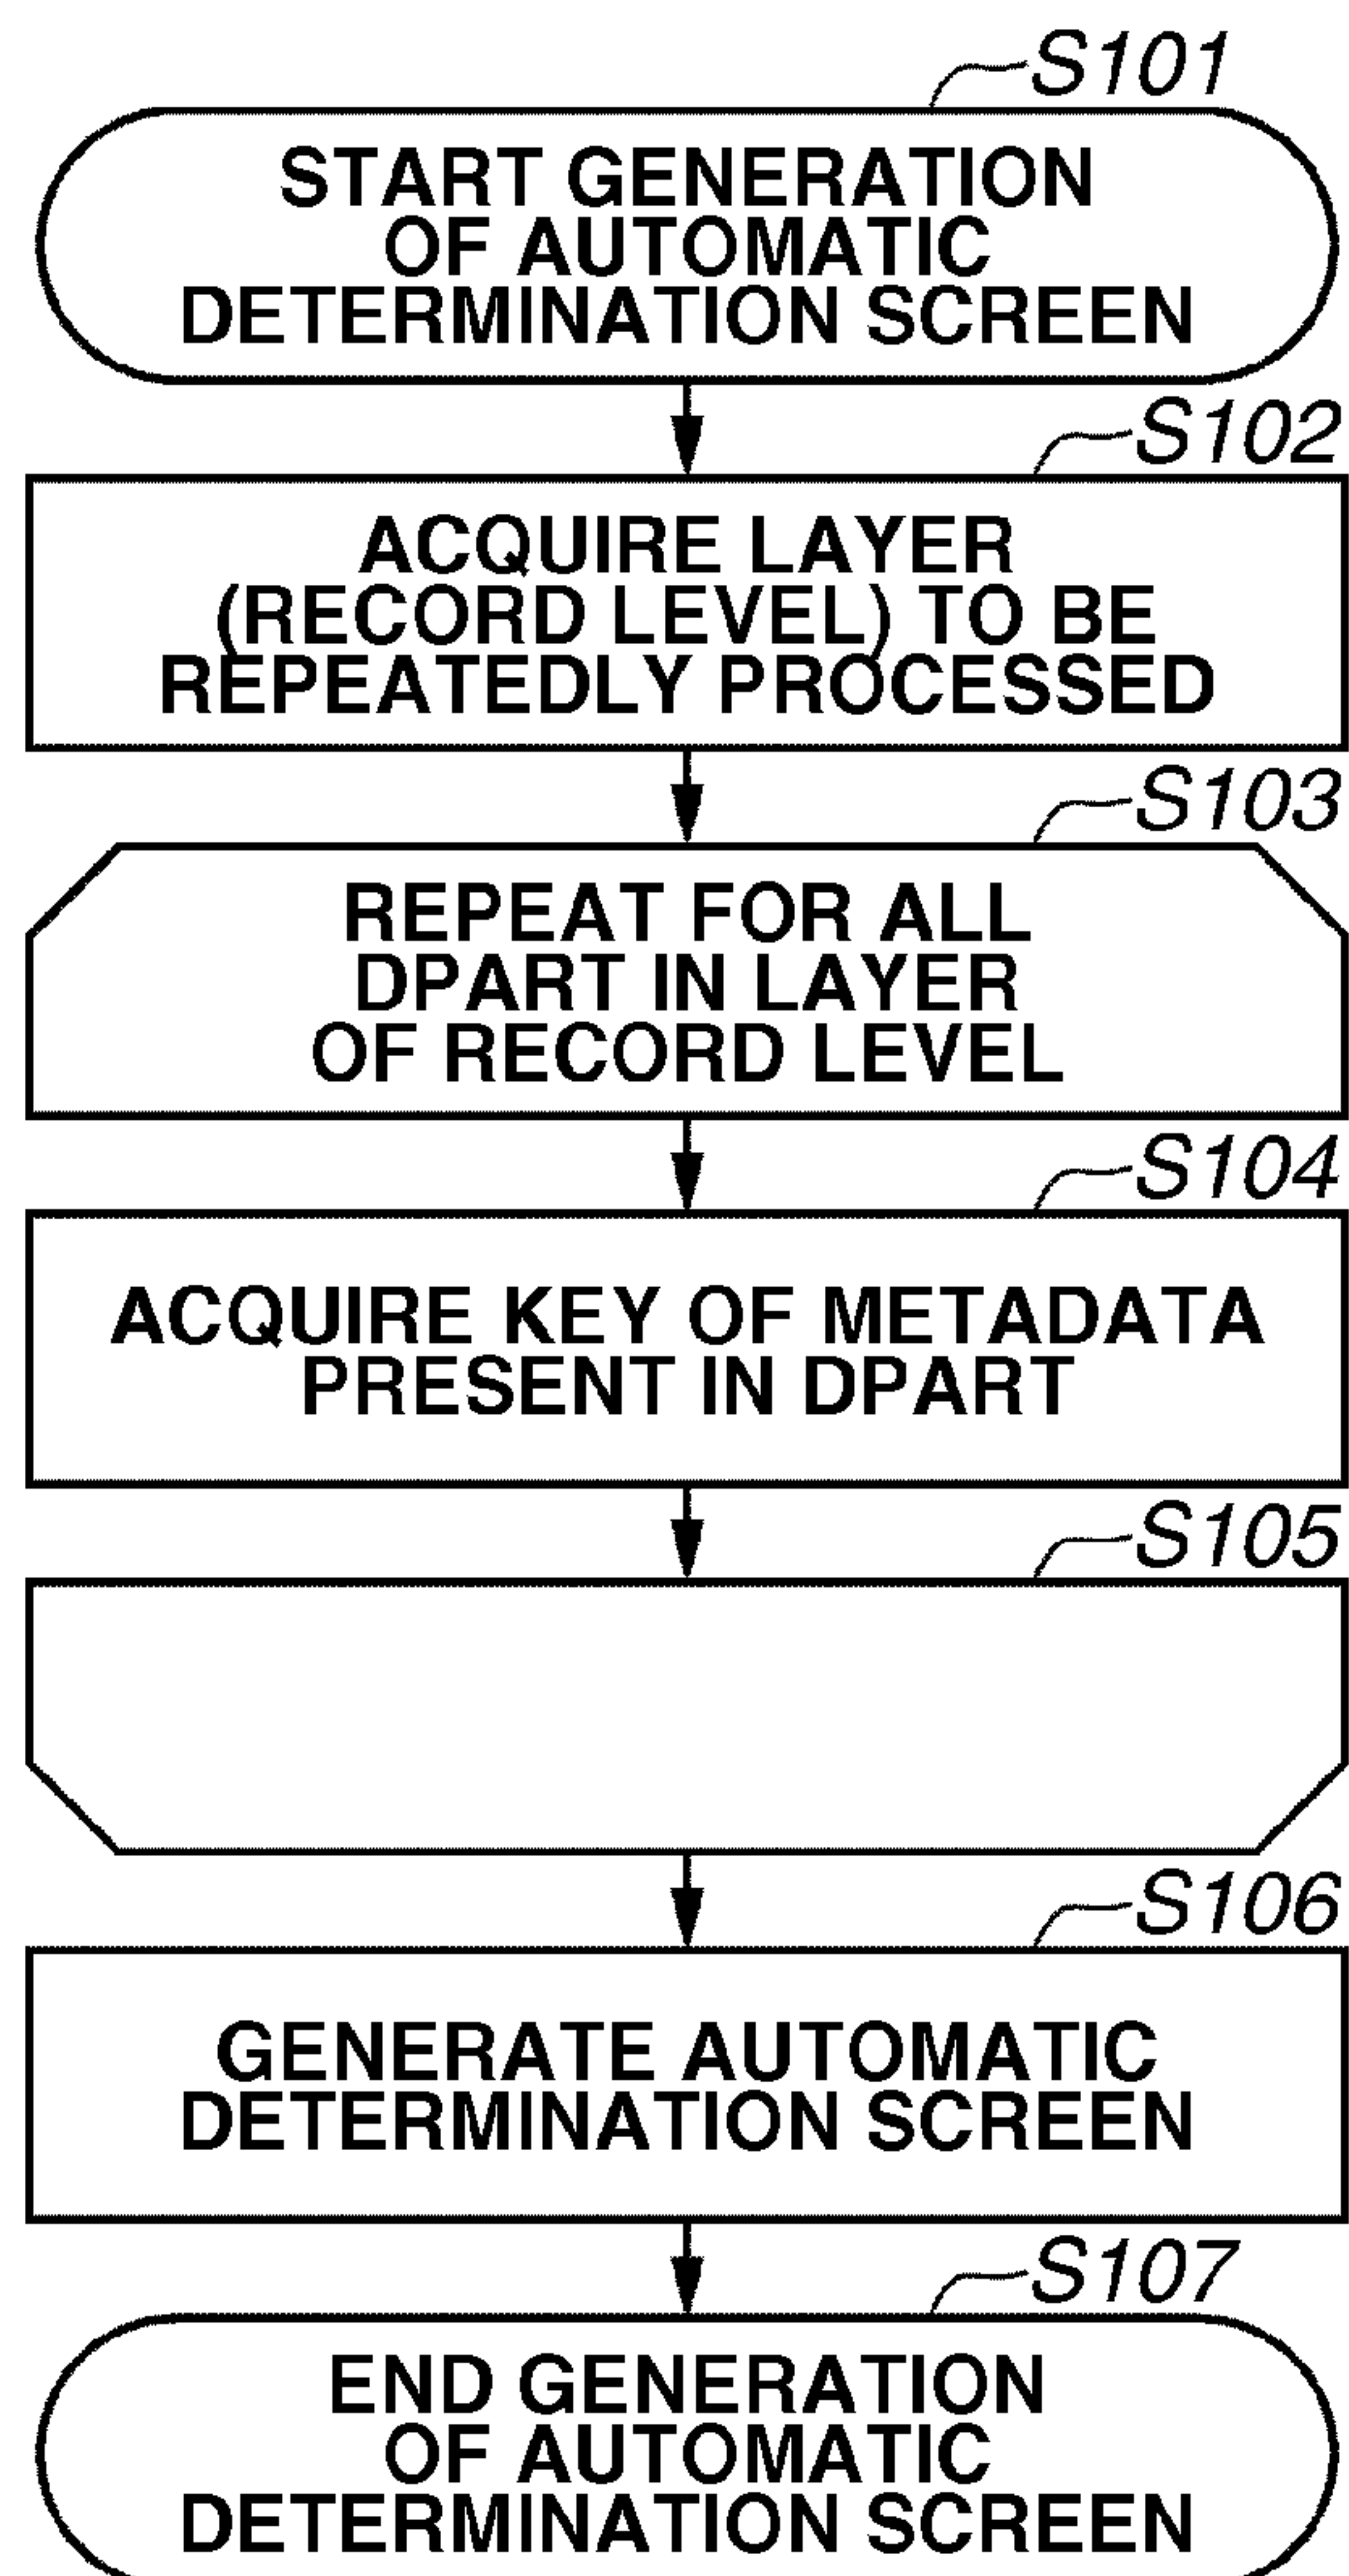 S101
START GENERATION
OF AUTOMATIC
DETERMINATION SCREEN
S102
ACQUIRE LAYER
(RECORD LEVEL) TO BE
REPEATEDLY PROCESSED
S103
REPEAT FOR ALL
DPART IN LAYER
OF RECORD LEVEL
S104
ACQUIRE KEY OF METADATA
PRESENT IN DPART
S105
S106
GENERATE AUTOMATIC
DETERMINATION SCREEN
S107
END GENERATION
OF AUTOMATIC
DETERMINATION SCREEN